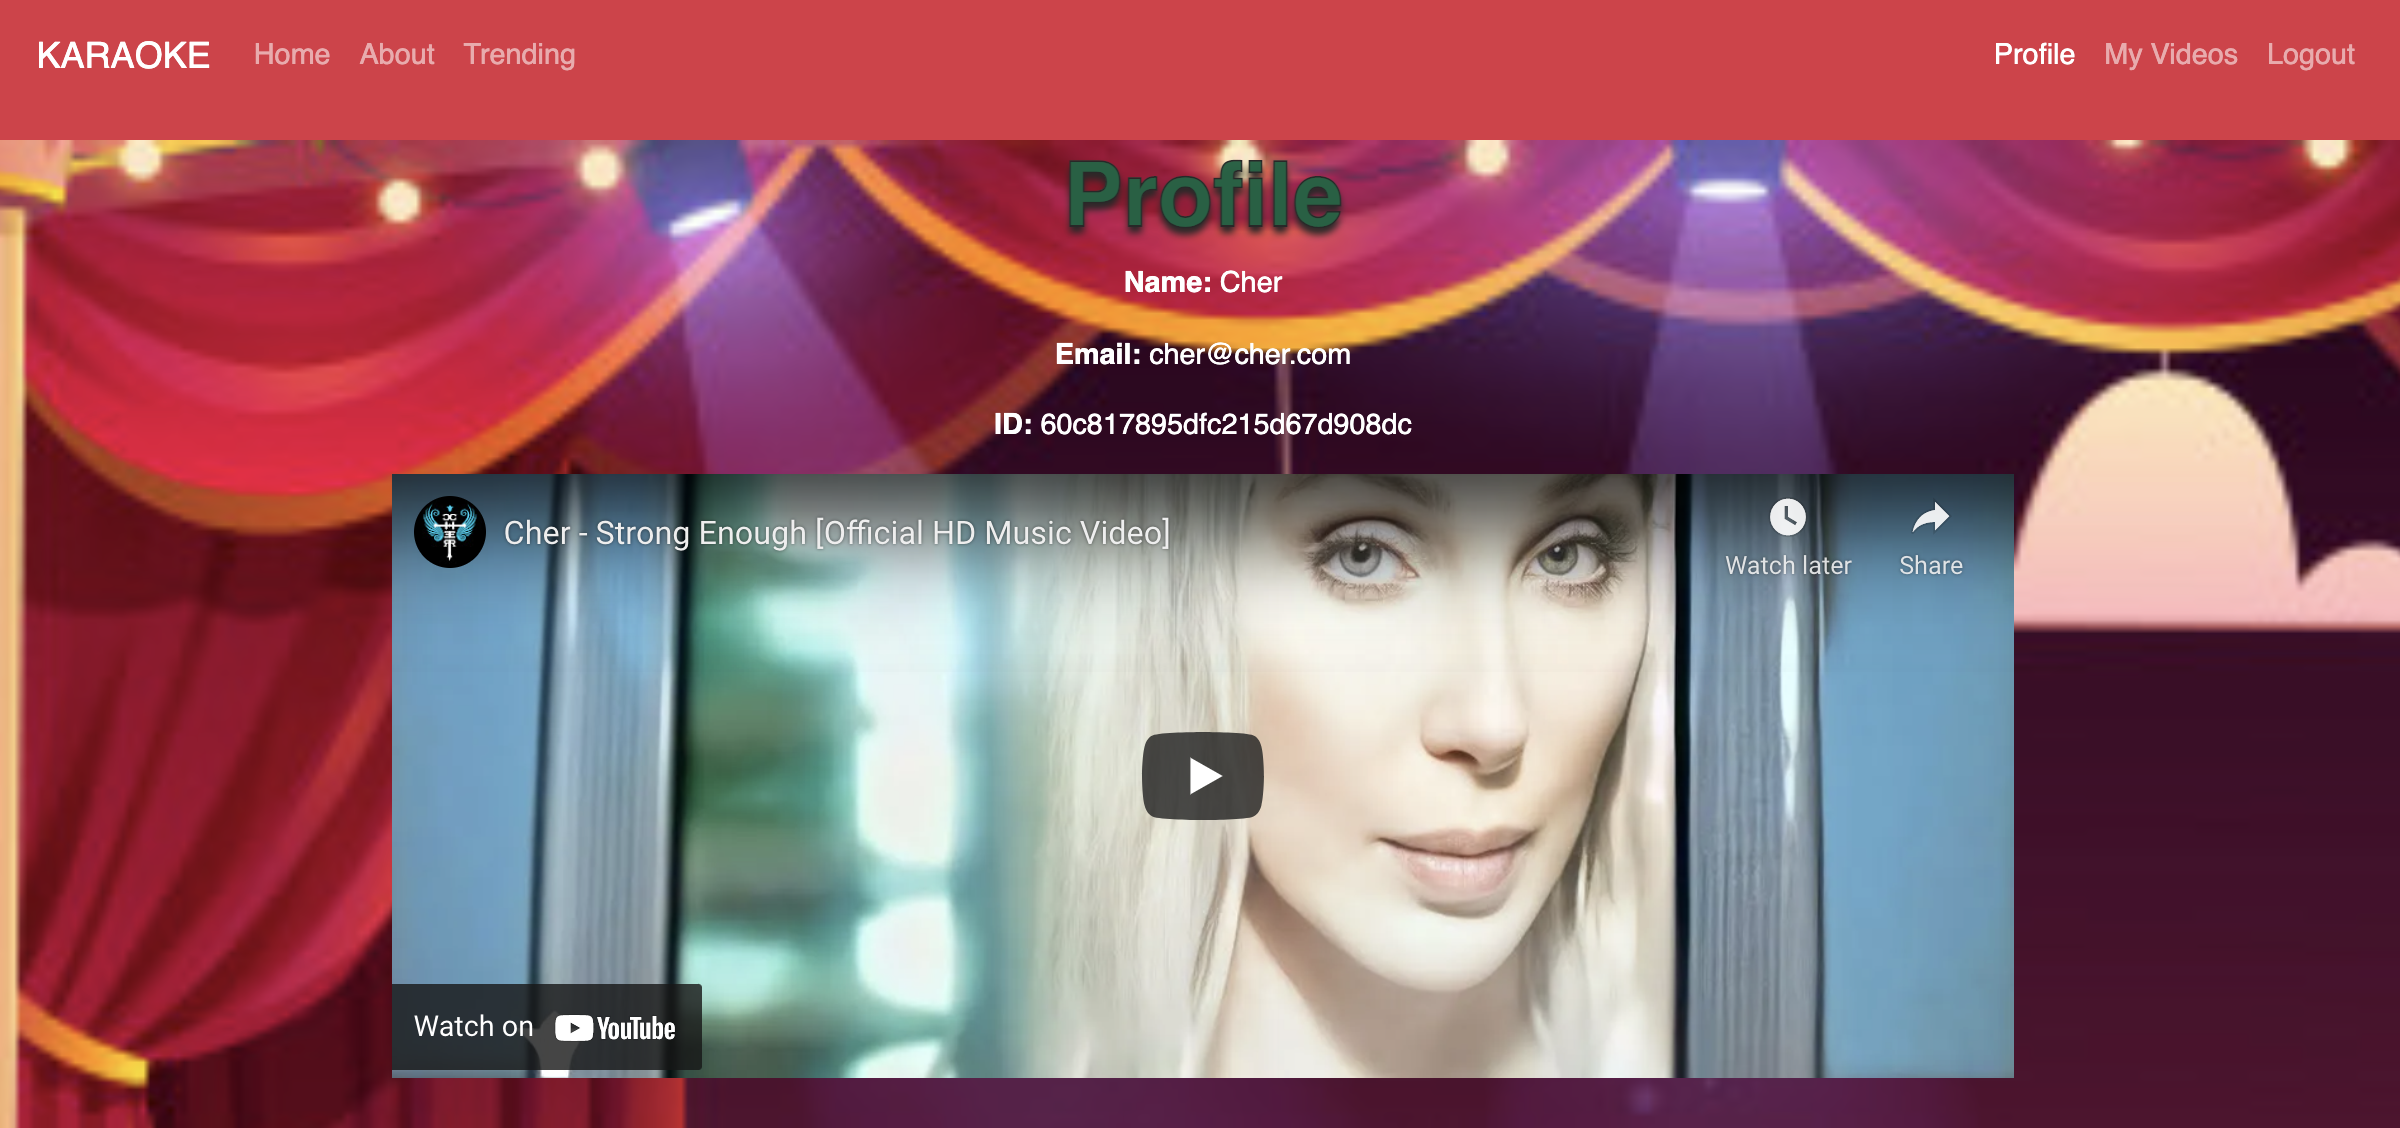 KARAOKE Home About Trending Profile My Videos Logout
Profile
Name: Cher
Email: cher@cher.com
ID: 60c817895dfc215d67d908dc
Cher - Strong Enough [Official HD Music Video]
Watch later Share
Watch on YouTube